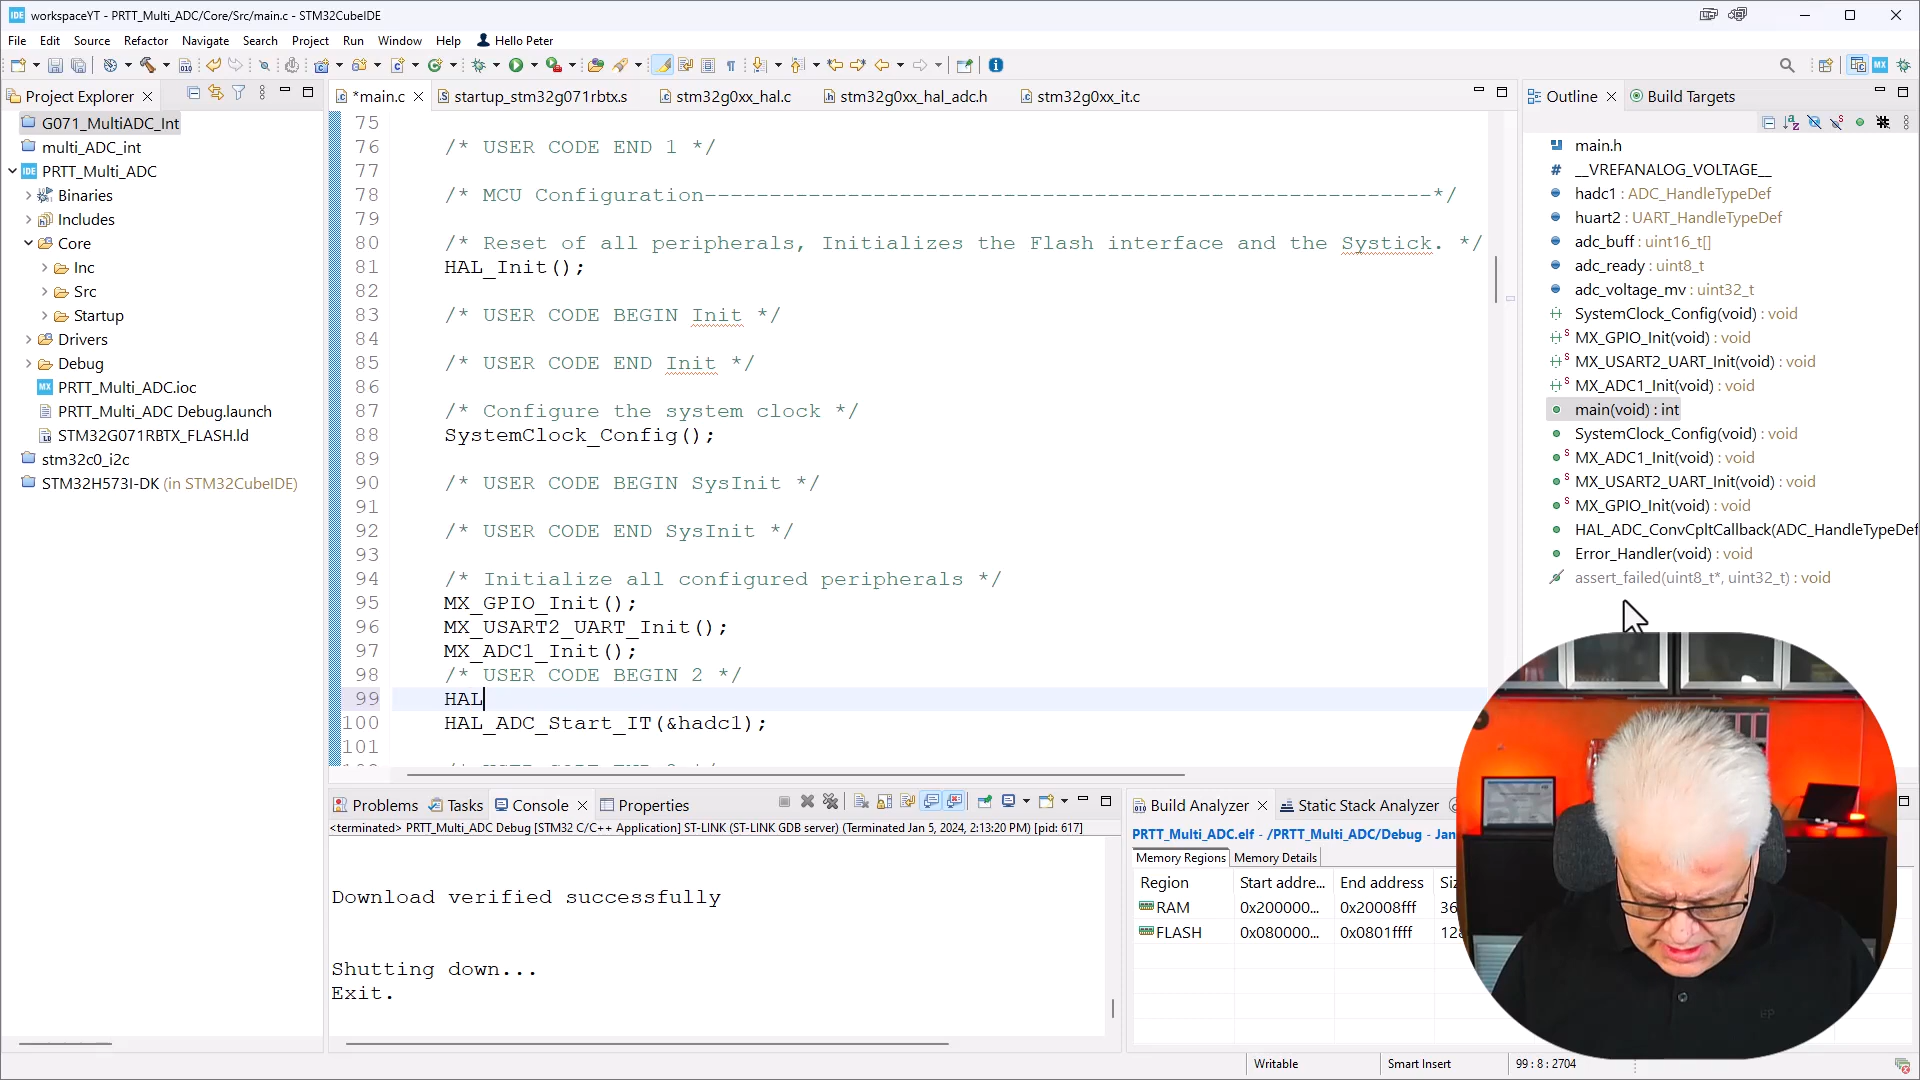 workspaceYT - PRTT_Multi_ADC/Core/Src/main.c - STM32CubeIDE
File Edit Source Refactor Navigate Search Project Run Window Help Hello Peter
Project Explorer
G071_MultiADC_Int
multi_ADC_int
PRTT_Multi_ADC
Binaries
Includes
Core
Inc
Src
Startup
Drivers
Debug
PRTT_Multi_ADC.ioc
PRTT_Multi_ADC Debug.launch
STM32G071RBTX_FLASH.ld
stm32c0_i2c
STM32H573I-DK (in STM32CubeIDE)
*main.c startup_stm32g071rbtx.s stm32g0xx_hal.c stm32g0xx_hal_adc.h stm32g0xx_it.c
75
76 /* USER CODE END 1 */
77
78 /* MCU Configuration--------------------------------------------------------*/
79
80 /* Reset of all peripherals, Initializes the Flash interface and the Systick. */
81 HAL_Init();
82
83 /* USER CODE BEGIN Init */
84
85 /* USER CODE END Init */
86
87 /* Configure the system clock */
88 SystemClock_Config();
89
90 /* USER CODE BEGIN SysInit */
91
92 /* USER CODE END SysInit */
93
94 /* Initialize all configured peripherals */
95 MX_GPIO_Init();
96 MX_USART2_UART_Init();
97 MX_ADC1_Init();
98 /* USER CODE BEGIN 2 */
99 HAL
100 HAL_ADC_Start_IT(&hadc1);
101
Outline Build Targets
main.h
__VREFANALOG_VOLTAGE__
hadc1 : ADC_HandleTypeDef
huart2 : UART_HandleTypeDef
adc_buff : uint16_t[]
adc_ready : uint8_t
adc_voltage_mv : uint32_t
SystemClock_Config(void) : void
MX_GPIO_Init(void) : void
MX_USART2_UART_Init(void) : void
MX_ADC1_Init(void) : void
main(void) : int
SystemClock_Config(void) : void
MX_ADC1_Init(void) : void
MX_USART2_UART_Init(void) : void
MX_GPIO_Init(void) : void
HAL_ADC_ConvCpltCallback(ADC_HandleTypeDef
Error_Handler(void) : void
assert_failed(uint8_t*, uint32_t) : void
Problems Tasks Console Properties
<terminated> PRTT_Multi_ADC Debug [STM32 C/C++ Application] ST-LINK (ST-LINK GDB server) (Terminated Jan 5, 2024, 2:13:20 PM) [pid: 617]
Download verified successfully
Shutting down...
Exit.
Build Analyzer Static Stack Analyzer
PRTT_Multi_ADC.elf - /PRTT_Multi_ADC/Debug - Jan
Memory Regions Memory Details
Region Start addre... End address Siz
RAM 0x200000... 0x20008fff 36
FLASH 0x080000... 0x0801ffff 128
Writable Smart Insert 99 : 8 : 2704